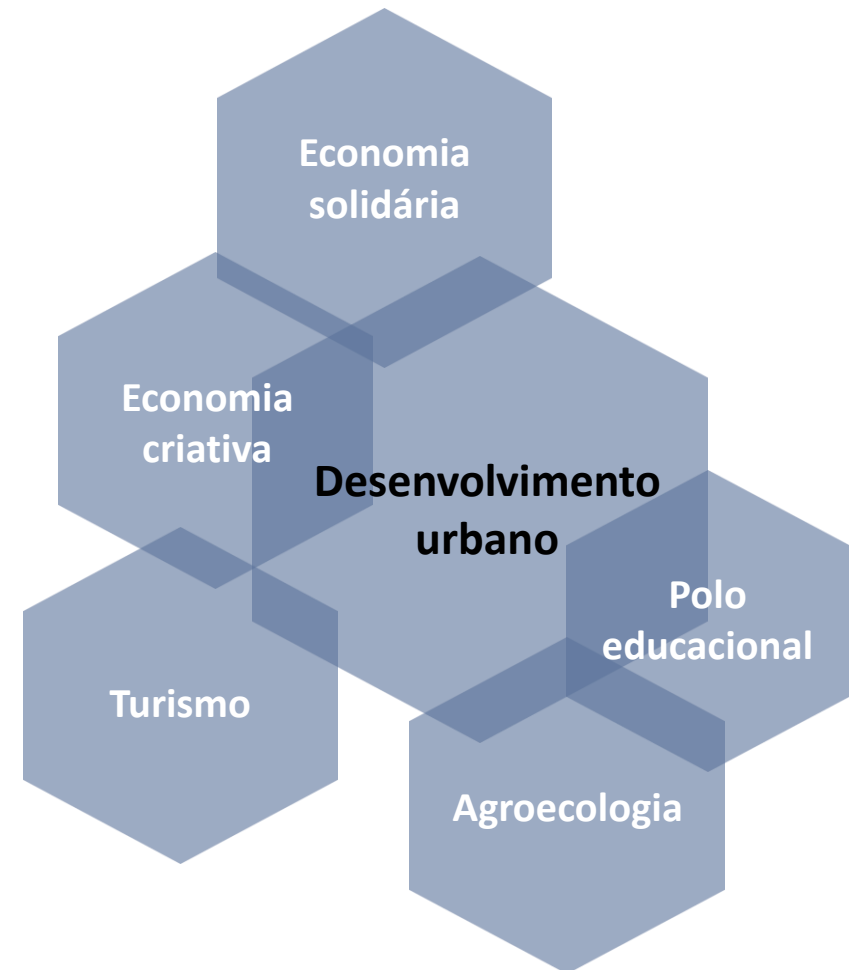 Economia
solidária
Economia
criativa
Desenvolvimento
urbano
Polo
educacional
Turismo
Agroecologia